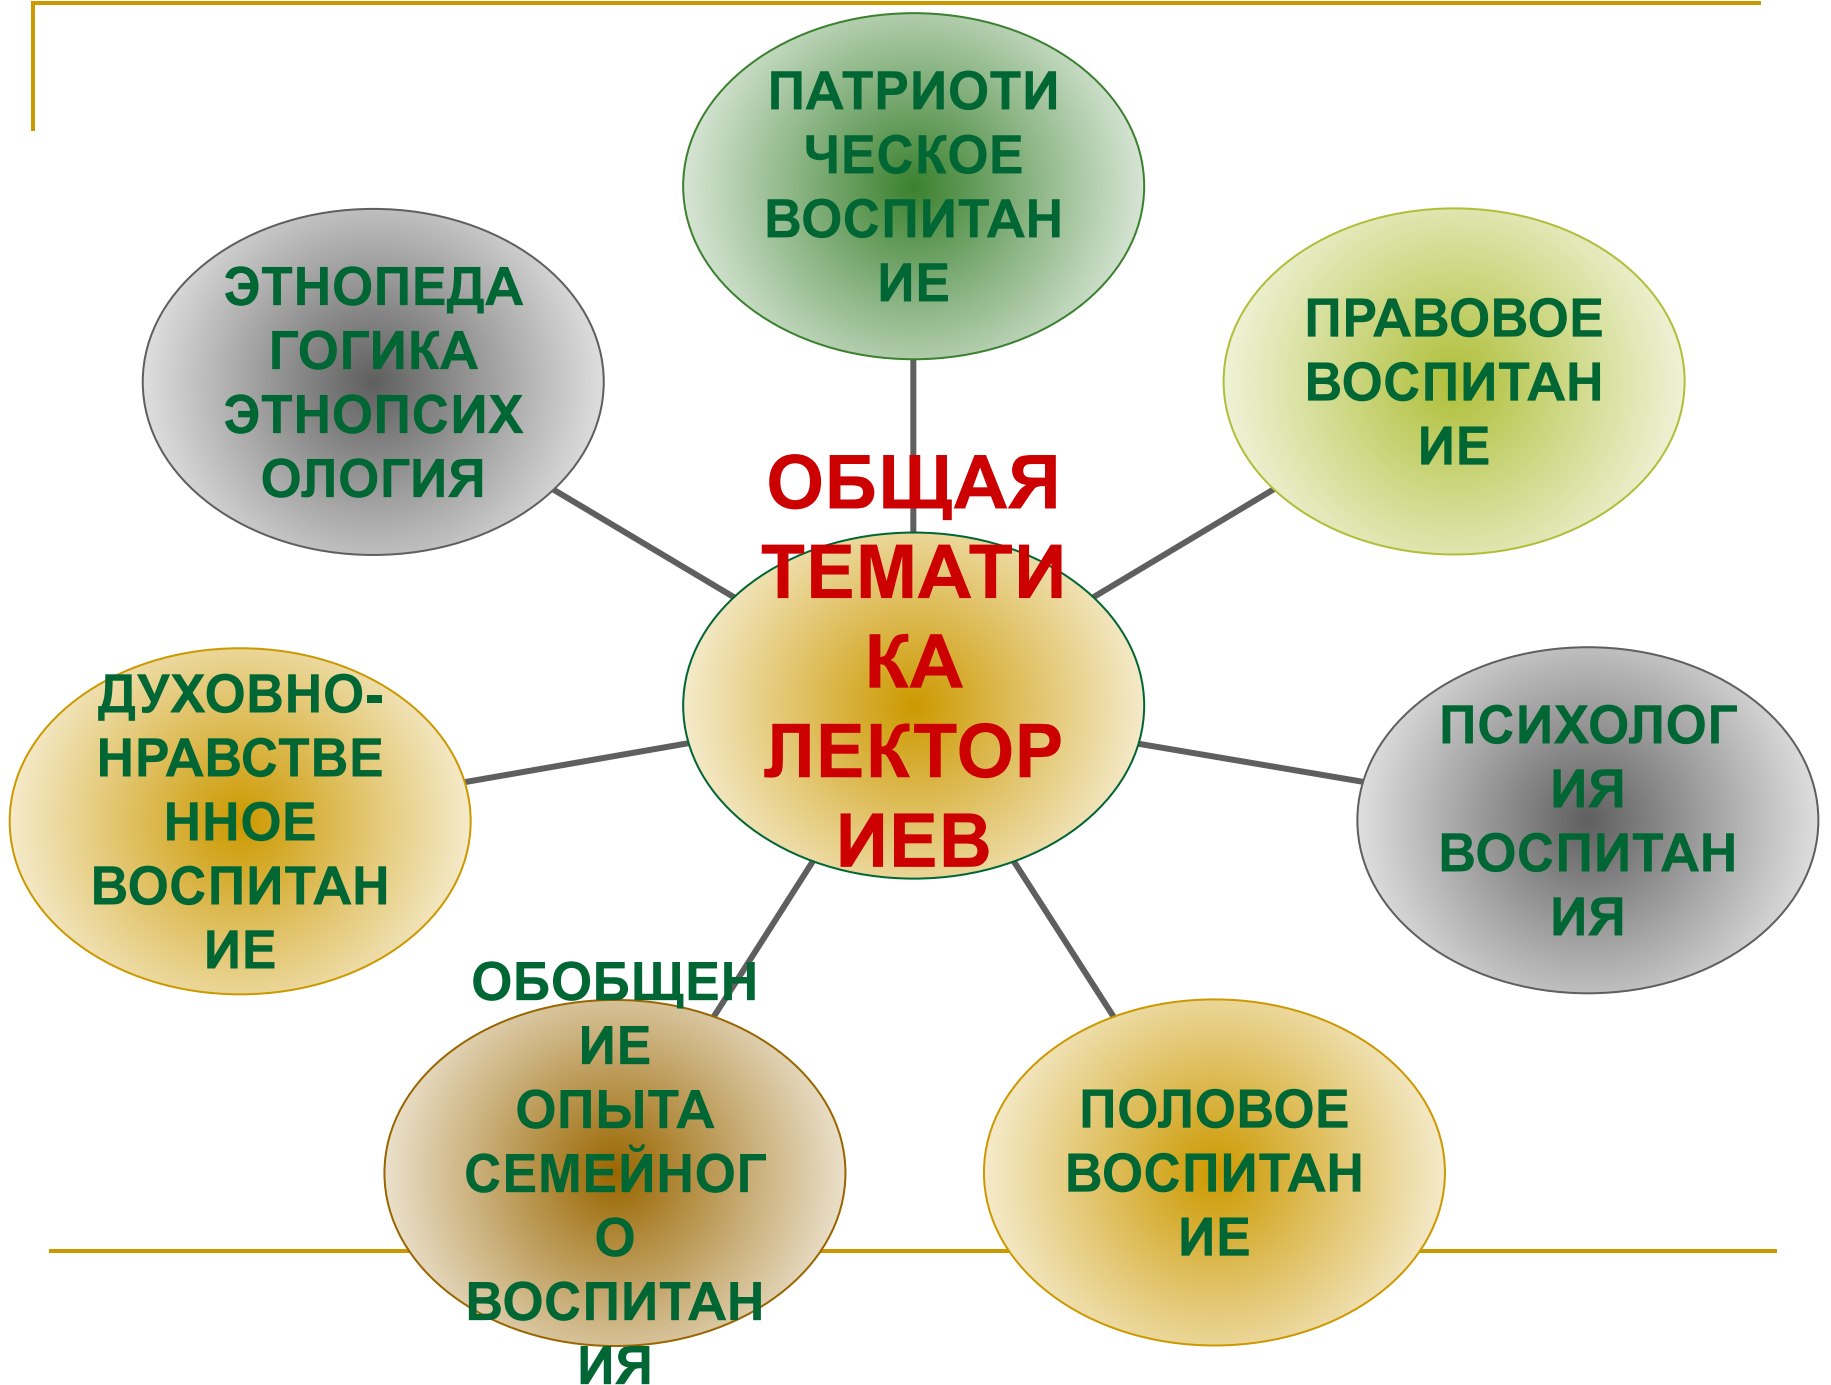 ПАТРИОТИ
ЧЕСКОЕ
ВОСПИТАН
ИЕ
ПРАВОВОЕ
ВОСПИТАН
ИЕ
ПСИХОЛОГ
ИЯ
ВОСПИТАН
ИЯ
ПОЛОВОЕ
ВОСПИТАН
ИЕ
ОБОБЩЕН
ИЕ
ОПЫТА
СЕМЕЙНОГ
О
ВОСПИТАН
ИЯ
ДУХОВНО-
НРАВСТВЕ
ННОЕ
ВОСПИТАН
ИЕ
ЭТНОПЕДА
ГОГИКА
ЭТНОПСИХ
ОЛОГИЯ
ОБЩАЯ
ТЕМАТИ
КА
ЛЕКТОР
ИЕВ